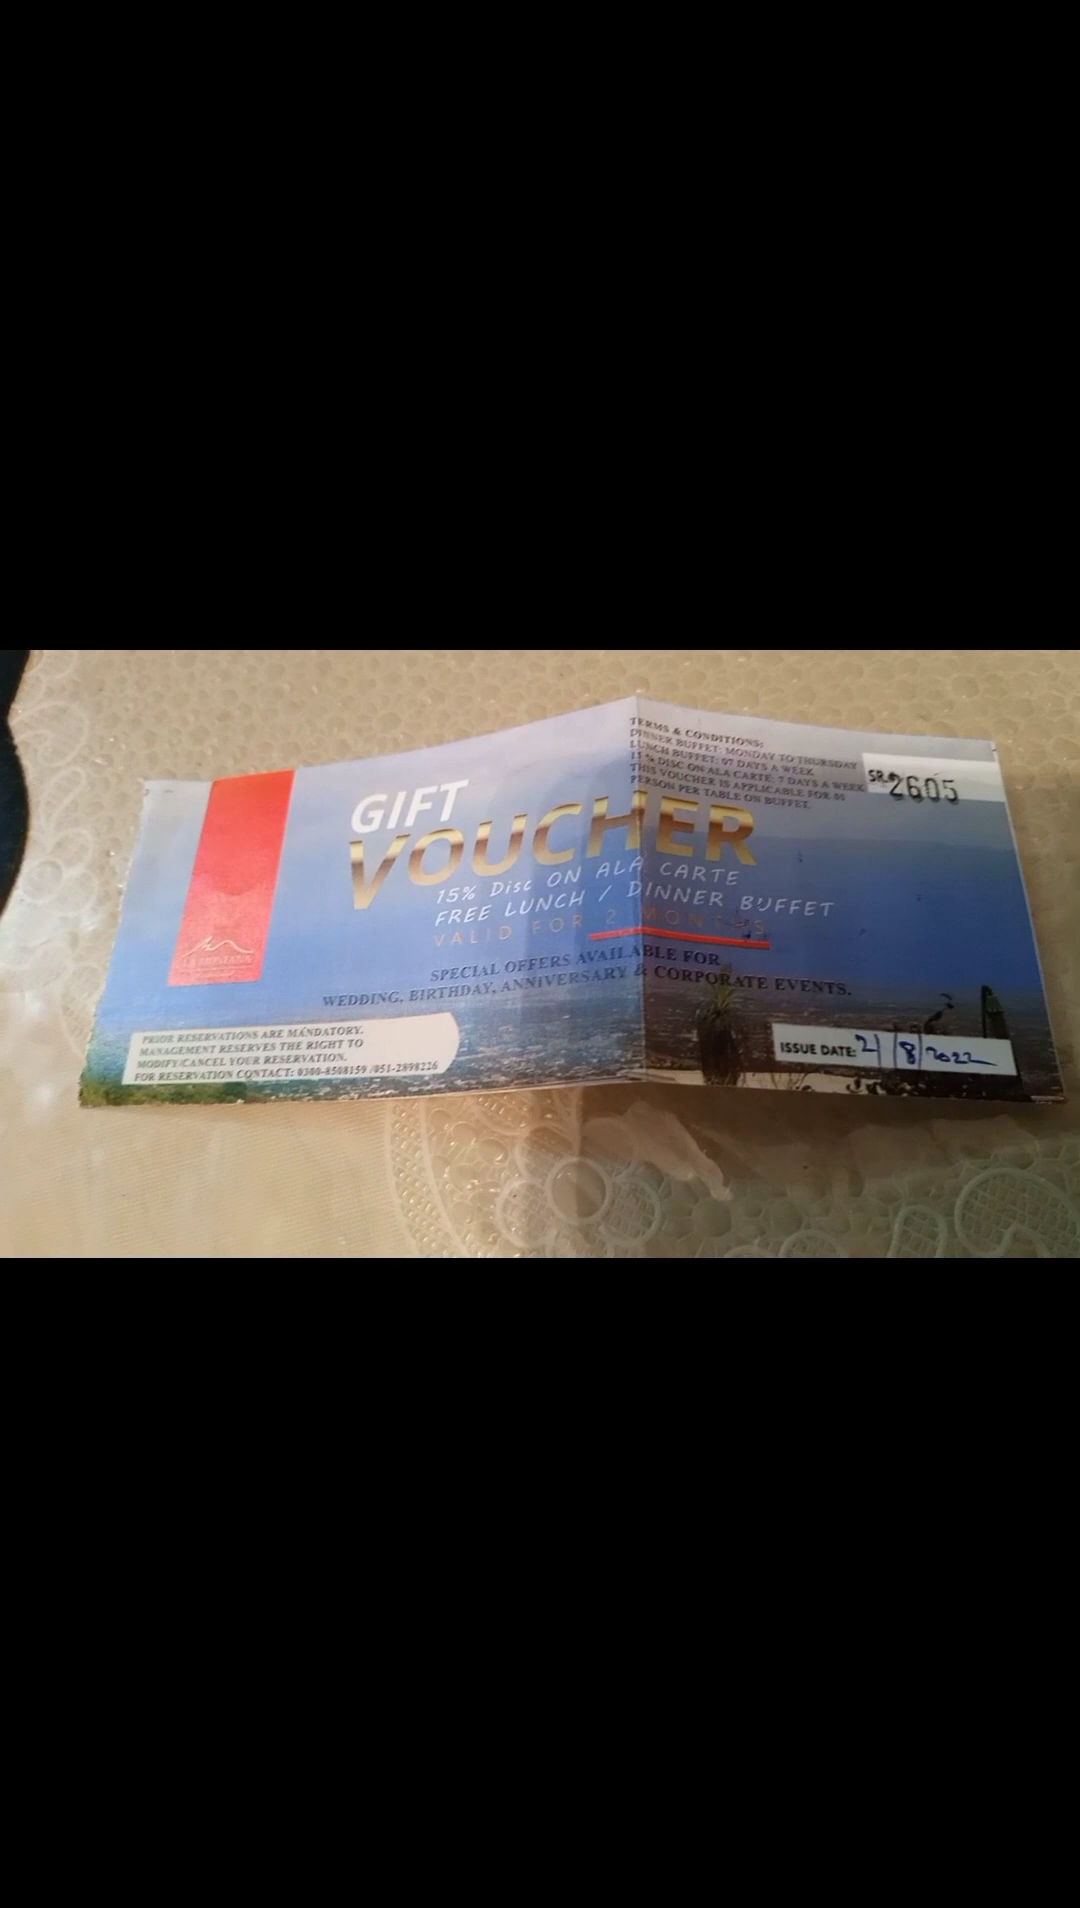 TERMS & CONDITIONS:
DINNER BUFFET: MONDAY TO THURSDAY
LUNCH BUFFET: 07 DAYS A WEEK
15 % DISC ON ALA CARTE: 7 DAYS A WEEK
THIS VOUCHER IS APPLICABLE FOR 01
PERSON PER TABLE ON BUFFET.
SR.# 2605
GIFT
VOUCHER
15% Disc ON ALA CARTE
FREE LUNCH / DINNER BUFFET
VALID FOR 2 MONTHS
LA MONTANA
SPECIAL OFFERS AVAILABLE FOR
WEDDING, BIRTHDAY, ANNIVERSARY & CORPORATE EVENTS.
PRIOR RESERVATIONS ARE MANDATORY.
MANAGEMENT RESERVES THE RIGHT TO
MODIFY/CANCEL YOUR RESERVATION.
FOR RESERVATION CONTACT: 0300-8508159 /051-2898226
ISSUE DATE: 2/8/2022